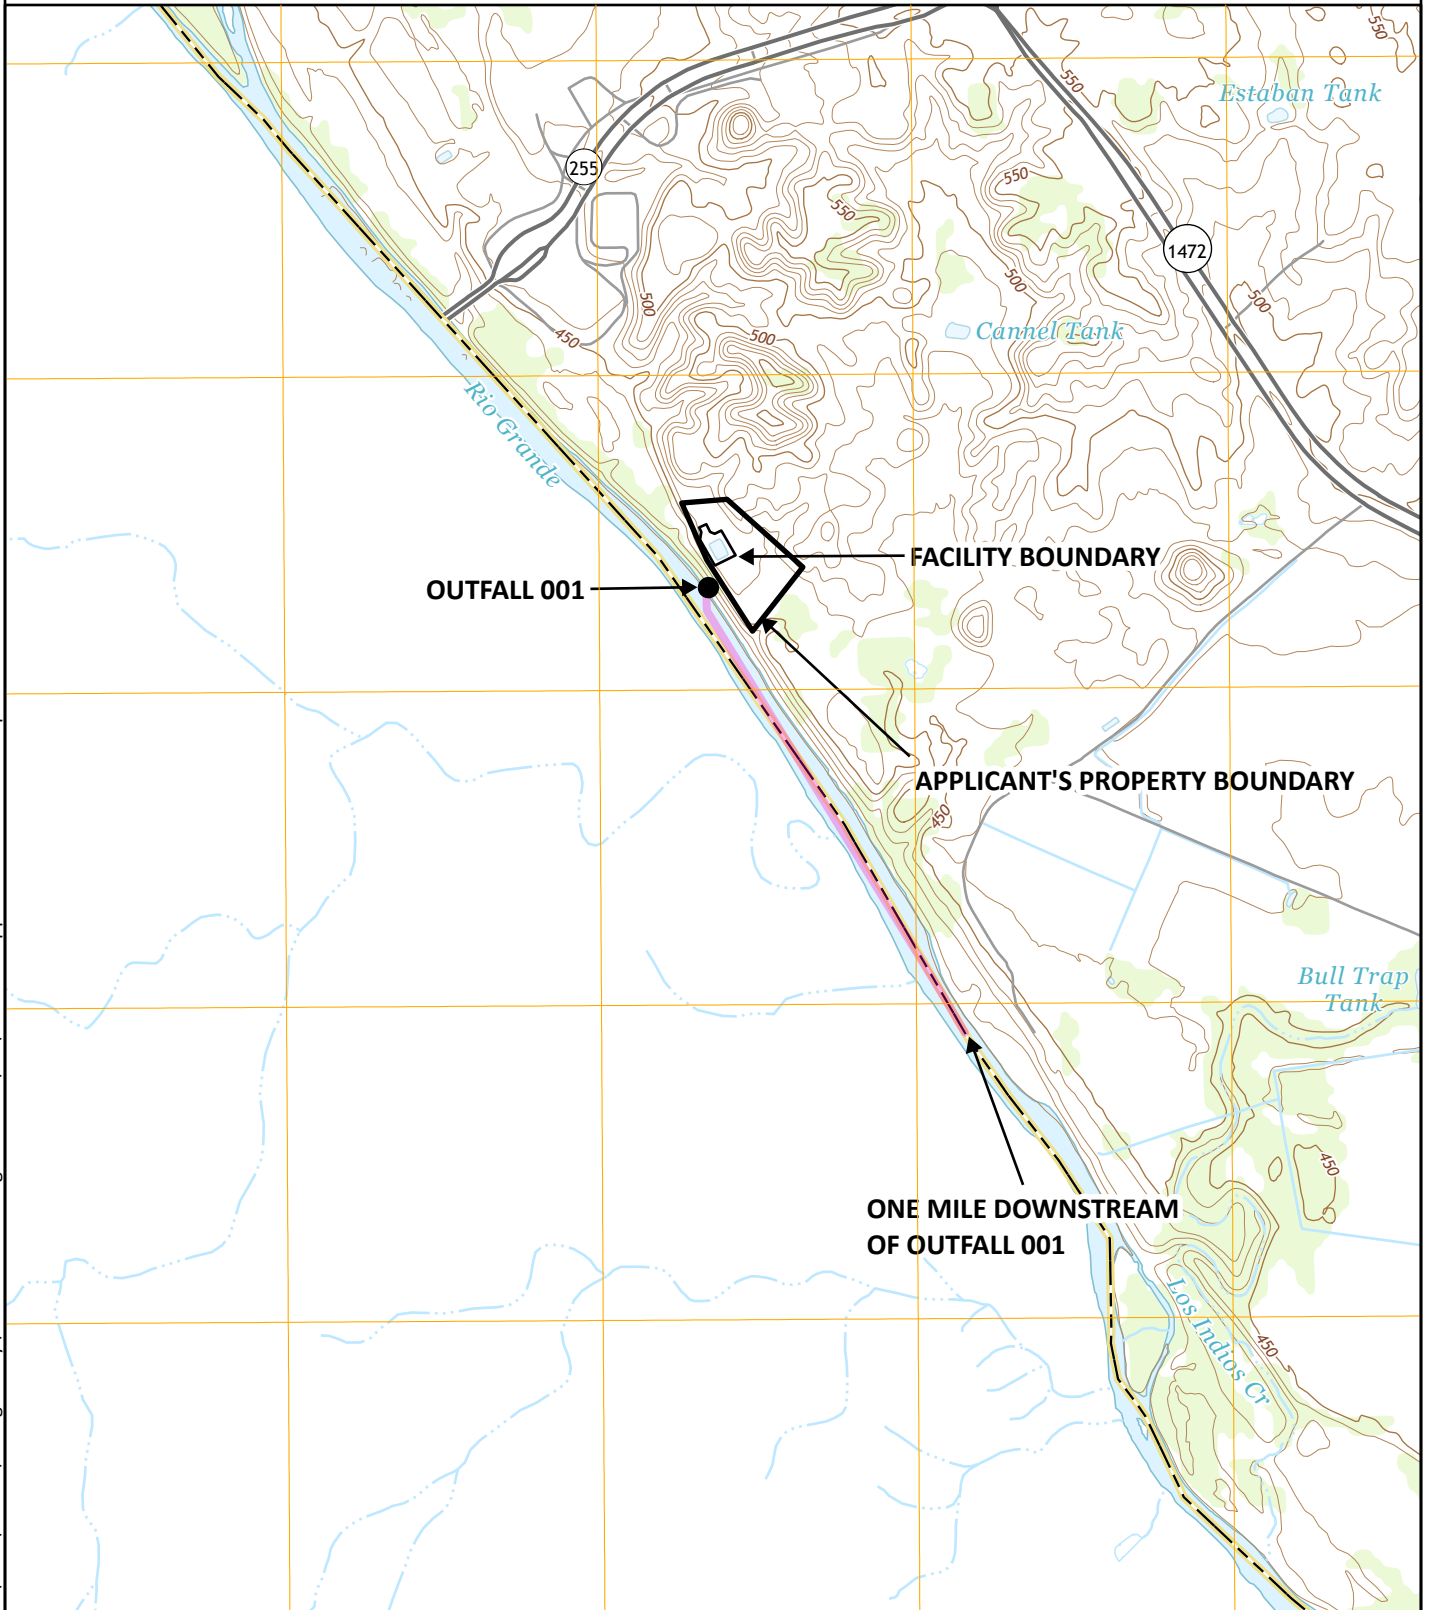 550
550
Estaban Tank
255
550
550
1472
500
500
500
450
500
Cannel Tank
Rio Grande
FACILITY BOUNDARY
OUTFALL 001
APPLICANT'S PROPERTY BOUNDARY
450
Bull Trap
Tank
450
ONE MILE DOWNSTREAM
OF OUTFALL 001
Los Indios Cr
450